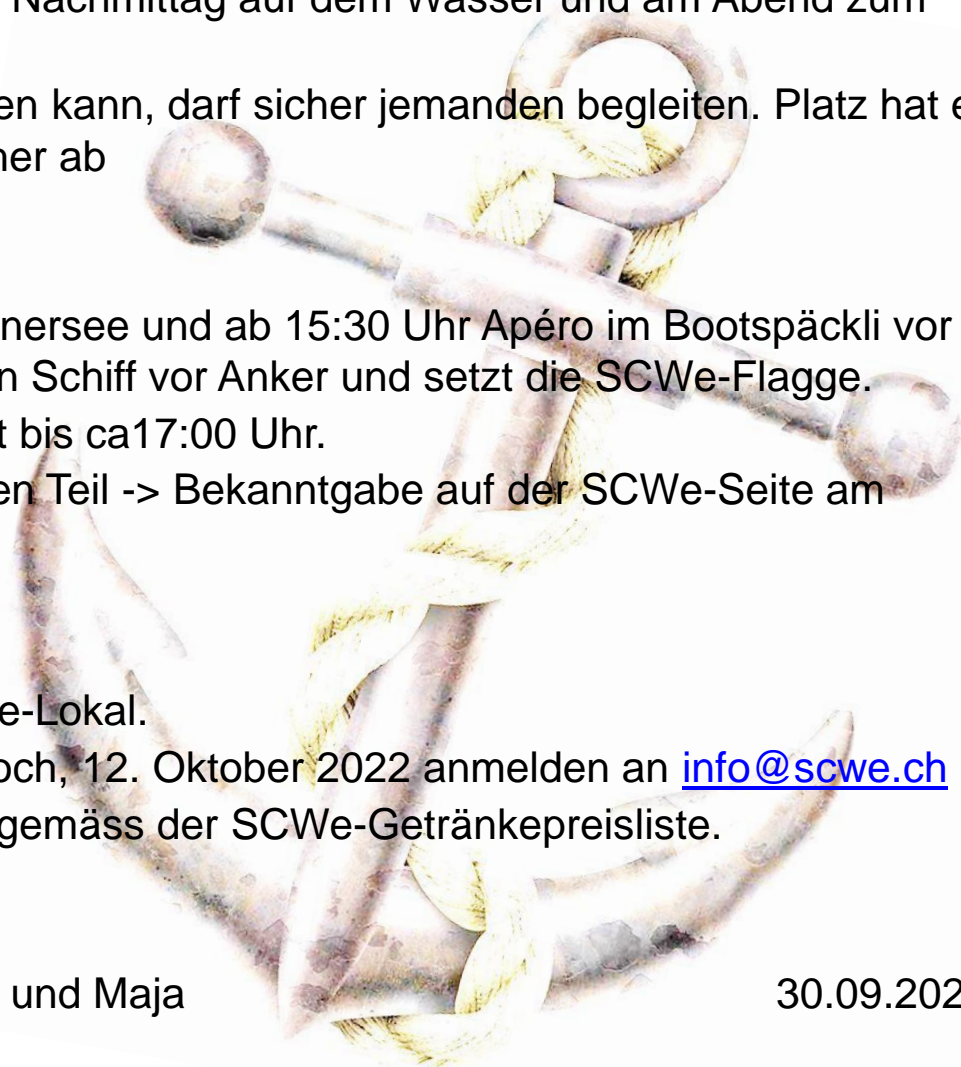 Nachmittag auf dem Wasser und am Abend zum
en kann, darf sicher jemanden begleiten. Platz hat e
her ab
nersee und ab 15:30 Uhr Apéro im Bootspäckli vor
n Schiff vor Anker und setzt die SCWe-Flagge.
t bis ca17:00 Uhr.
en Teil -> Bekanntgabe auf der SCWe-Seite am
e-Lokal.
och, 12. Oktober 2022 anmelden an info@scwe.ch
gemäss der SCWe-Getränkepreisliste.
und Maja 30.09.202